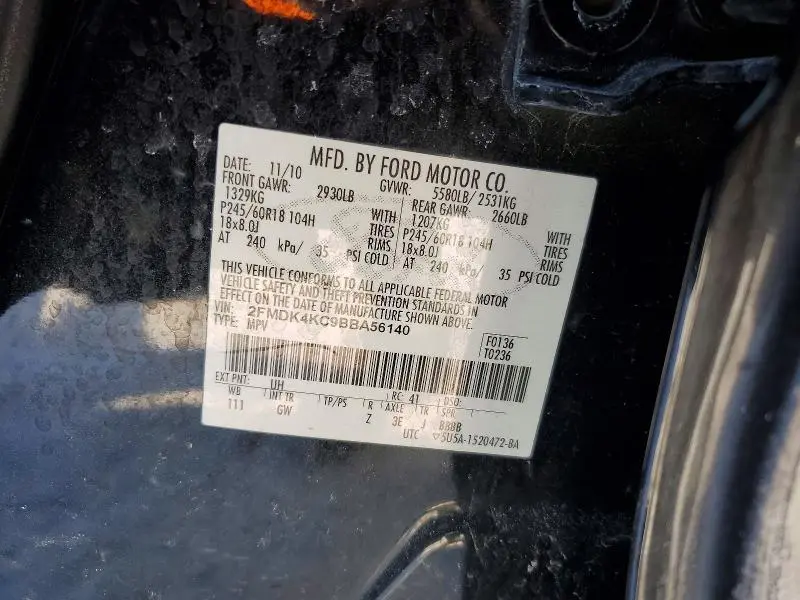 MFD. BY FORD MOTOR CO.
DATE: 11/10 GVWR: 5580LB/ 2531KG
FRONT GAWR: 2930LB REAR GAWR: 2660LB
1329KG WITH 1207KG WITH
P245/60R18 104H TIRES P245/60R18 104H TIRES
18x8.0J RIMS 18x8.0J RIMS
AT 240 kPa/ 35 PSI COLD AT 240 kPa/ 35 PSI COLD
THIS VEHICLE CONFORMS TO ALL APPLICABLE FEDERAL MOTOR
VEHICLE SAFETY AND THEFT PREVENTION STANDARDS IN
EFFECT ON THE DATE OF MANUFACTURE SHOWN ABOVE.
VIN: 2FMDK4KC9BBA56140
TYPE: MPV
F0136
T0236
EXT PNT: UH RC: 41 DSO:
WB INT TR TP/PS R AXLE TR SPR
111 GW Z 3E J BBBB
UTC ▽5U5A-1520472-BA